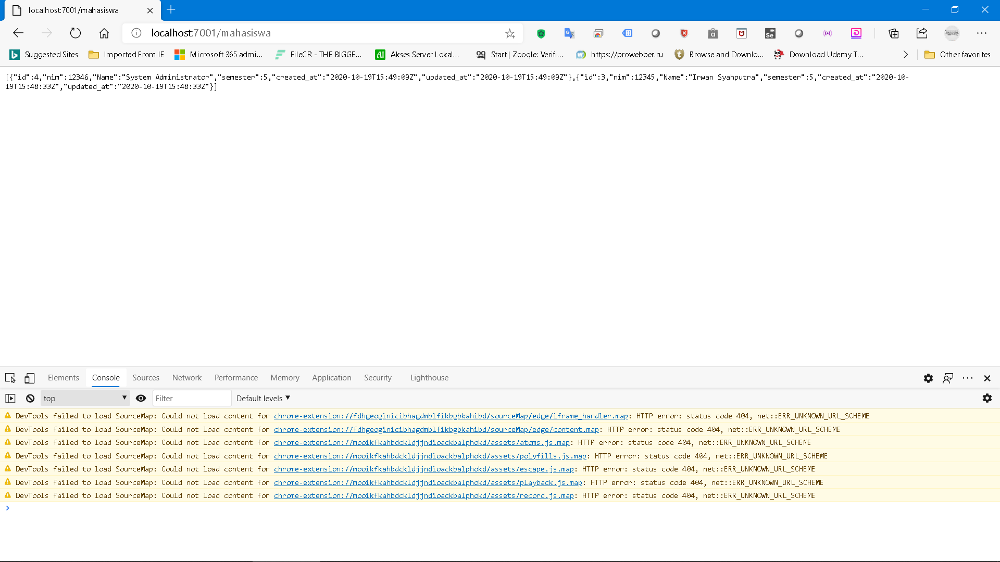 localhost:7001/mahasiswa
localhost:7001/mahasiswa
Suggested Sites Imported From IE Microsoft 365 admi... FileCR - THE BIGGE... Akses Server Lokal... Start | Zooqle: Verifi... https://prowebber.ru Browse and Downlo... Download Udemy T... Other favorites
[{"id":4,"nim":12346,"Name":"System Administrator","semester":5,"created_at":"2020-10-19T15:49:09Z","updated_at":"2020-10-19T15:49:09Z"},{"id":3,"nim":12345,"Name":"Irwan Syahputra","semester":5,"created_at":"2020-10-
19T15:48:33Z","updated_at":"2020-10-19T15:48:33Z"}]
Elements Console Sources Network Performance Memory Application Security Lighthouse
top Filter Default levels
DevTools failed to load SourceMap: Could not load content for chrome-extension://fdhgeoginicibhagdmblfikbgbkahibd/sourceMap/edge/iframe_handler.map: HTTP error: status code 404, net::ERR_UNKNOWN_URL_SCHEME
DevTools failed to load SourceMap: Could not load content for chrome-extension://fdhgeoginicibhagdmblfikbgbkahibd/sourceMap/edge/content.map: HTTP error: status code 404, net::ERR_UNKNOWN_URL_SCHEME
DevTools failed to load SourceMap: Could not load content for chrome-extension://mooikfkahbdckldjjndioackbalphokd/assets/atoms.js.map: HTTP error: status code 404, net::ERR_UNKNOWN_URL_SCHEME
DevTools failed to load SourceMap: Could not load content for chrome-extension://mooikfkahbdckldjjndioackbalphokd/assets/polyfills.js.map: HTTP error: status code 404, net::ERR_UNKNOWN_URL_SCHEME
DevTools failed to load SourceMap: Could not load content for chrome-extension://mooikfkahbdckldjjndioackbalphokd/assets/escape.js.map: HTTP error: status code 404, net::ERR_UNKNOWN_URL_SCHEME
DevTools failed to load SourceMap: Could not load content for chrome-extension://mooikfkahbdckldjjndioackbalphokd/assets/playback.js.map: HTTP error: status code 404, net::ERR_UNKNOWN_URL_SCHEME
DevTools failed to load SourceMap: Could not load content for chrome-extension://mooikfkahbdckldjjndioackbalphokd/assets/record.js.map: HTTP error: status code 404, net::ERR_UNKNOWN_URL_SCHEME